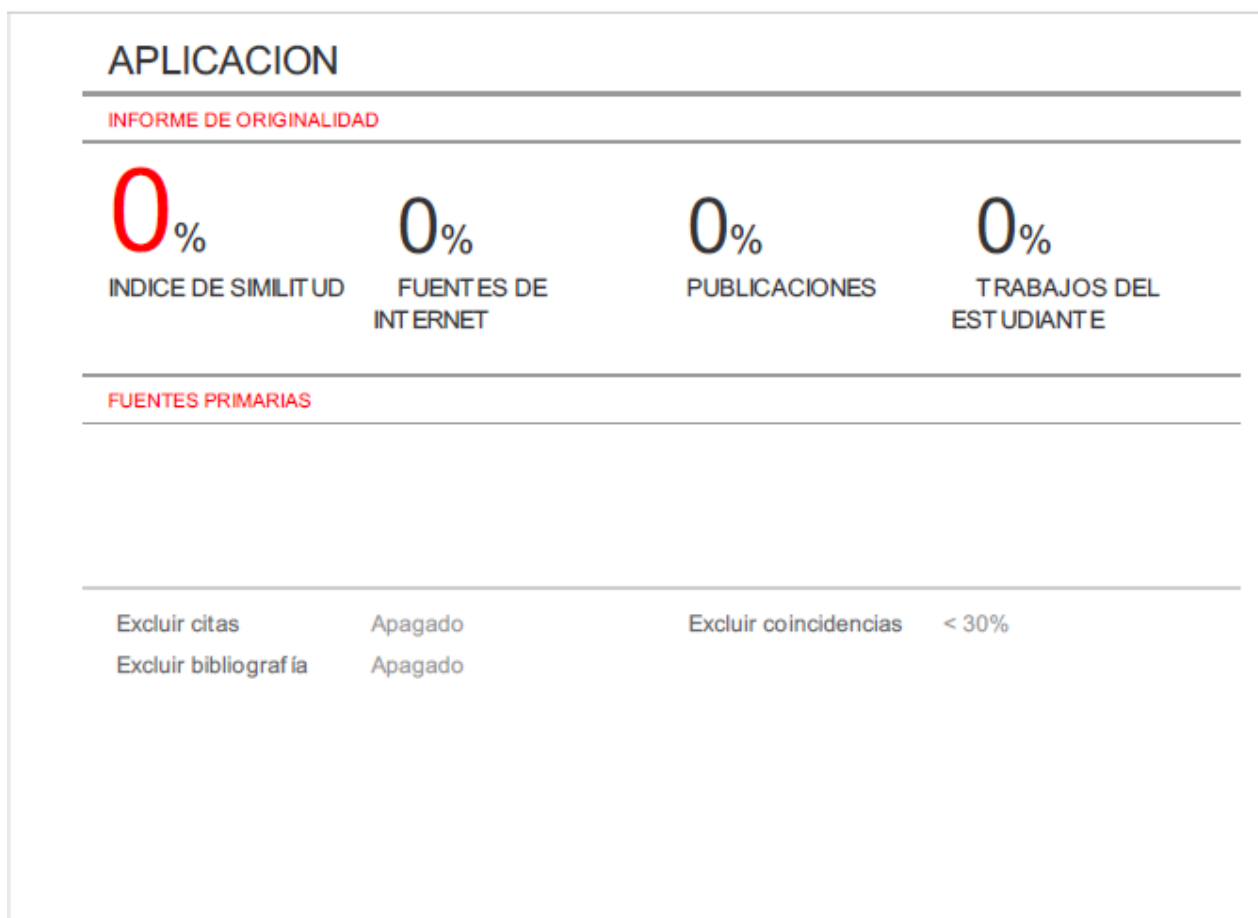 APLICACION
INFORME DE ORIGINALIDAD
0% 0% 0% 0%
INDICE DE SIMILITUD FUENTES DE PUBLICACIONES TRABAJOS DEL
INTERNET ESTUDIANTE
FUENTES PRIMARIAS
Excluir citas Apagado Excluir coincidencias < 30%
Excluir bibliografía Apagado